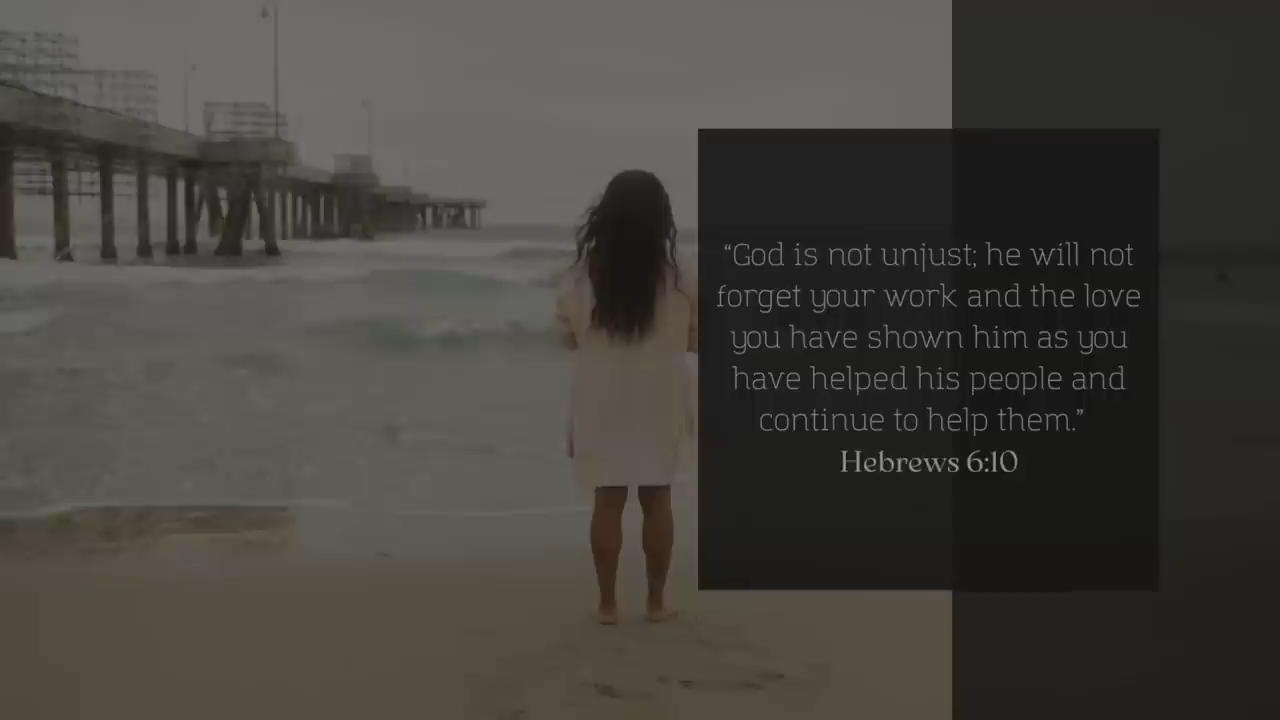 “God is not unjust; he will not
forget your work and the love
you have shown him as you
have helped his people and
continue to help them.”
Hebrews 6:10